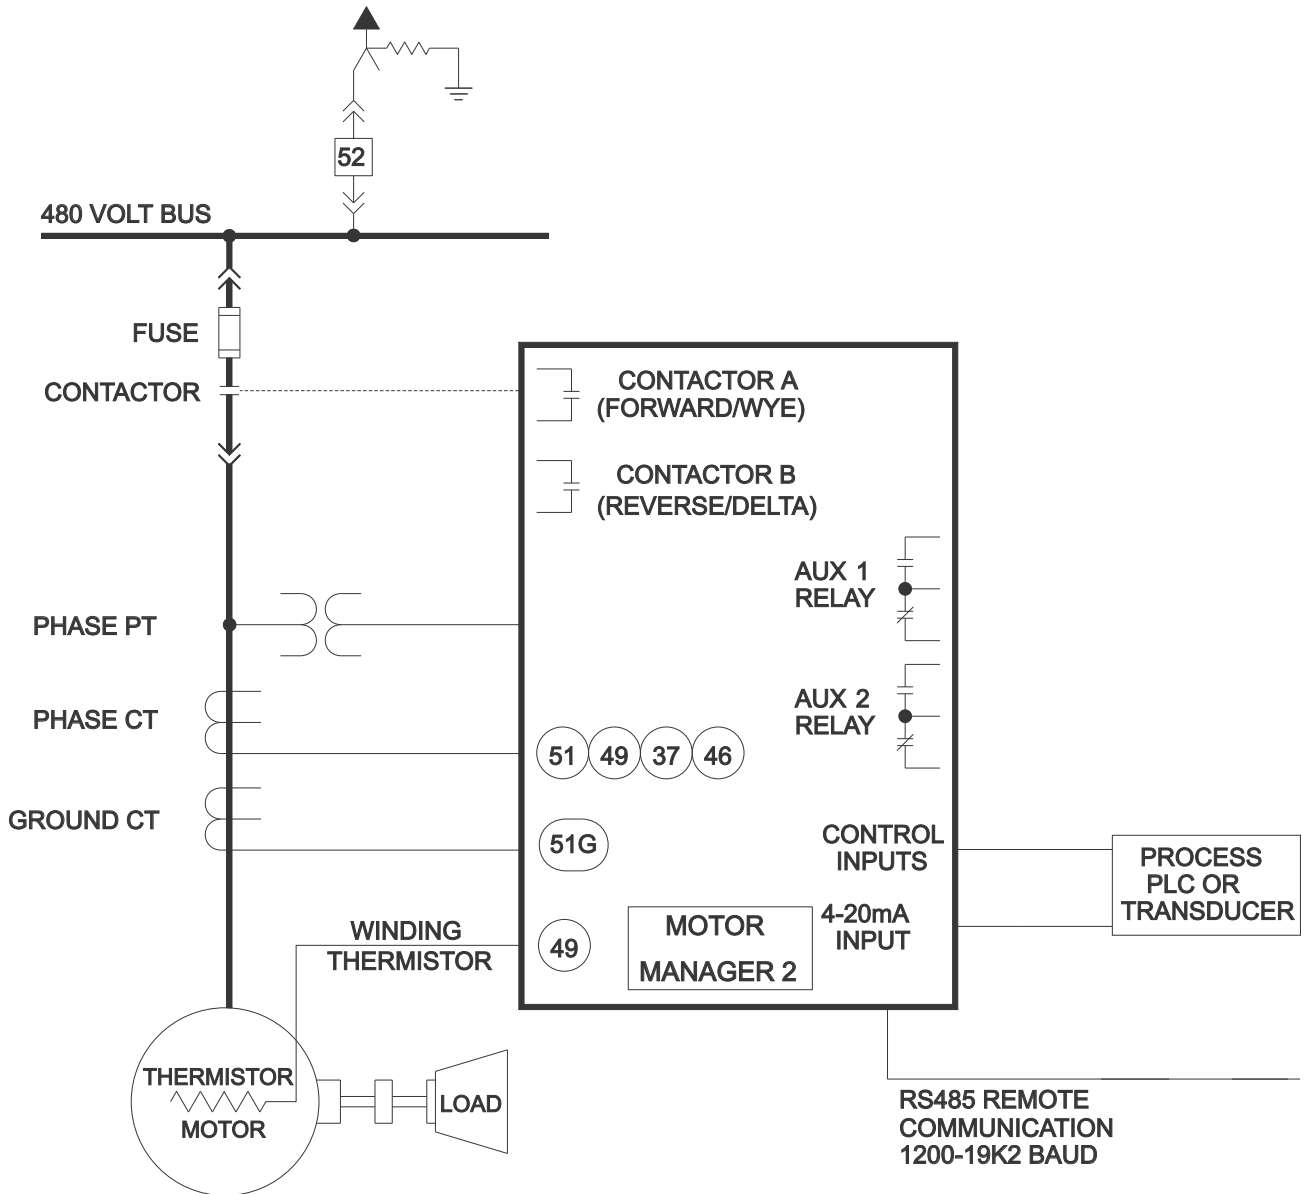 52
480 VOLT BUS
FUSE
CONTACTOR
CONTACTOR A
(FORWARD/WYE)
CONTACTOR B
(REVERSE/DELTA)
AUX 1
RELAY
PHASE PT
AUX 2
RELAY
PHASE CT
51 49 37 46
GROUND CT
51G
CONTROL
INPUTS
PROCESS
PLC OR
TRANSDUCER
4-20mA
INPUT
WINDING
THERMISTOR
49
MOTOR
MANAGER 2
THERMISTOR
MOTOR
LOAD
RS485 REMOTE
COMMUNICATION
1200-19K2 BAUD